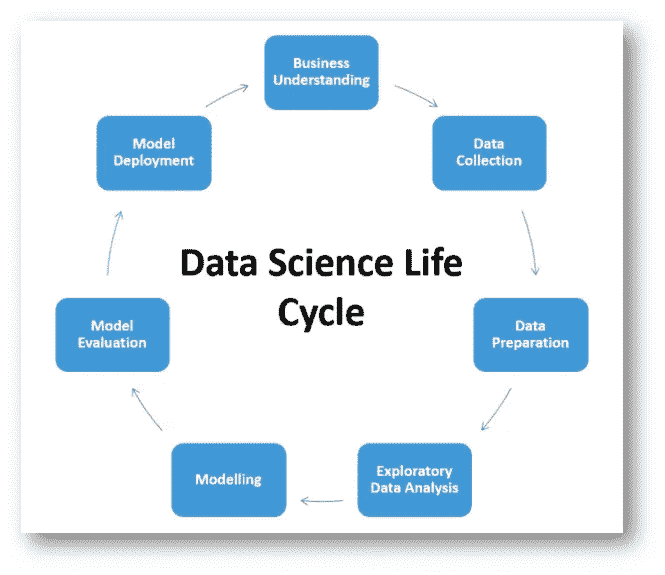 Business
Understanding
Data
Collection
Data
Preparation
Exploratory
Data Analysis
Modelling
Model
Evaluation
Model
Deployment
Data Science Life
Cycle